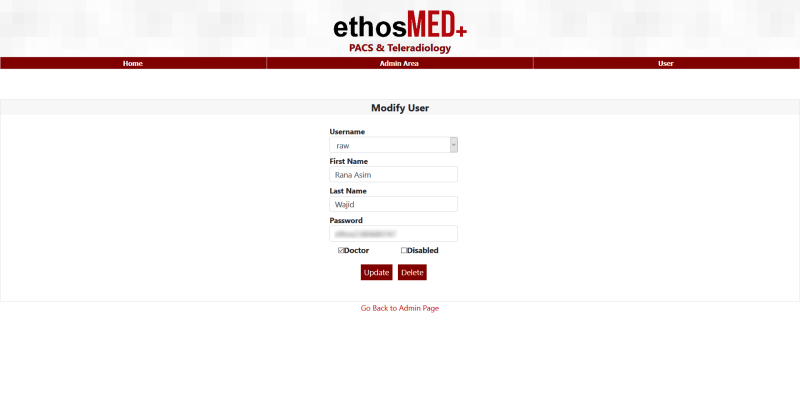 ethosMED+
PACS & Teleradiology
Home Admin Area User
Modify User
Username
raw
First Name
Rana Asim
Last Name
Wajid
Password
Doctor Disabled
Update Delete
Go Back to Admin Page